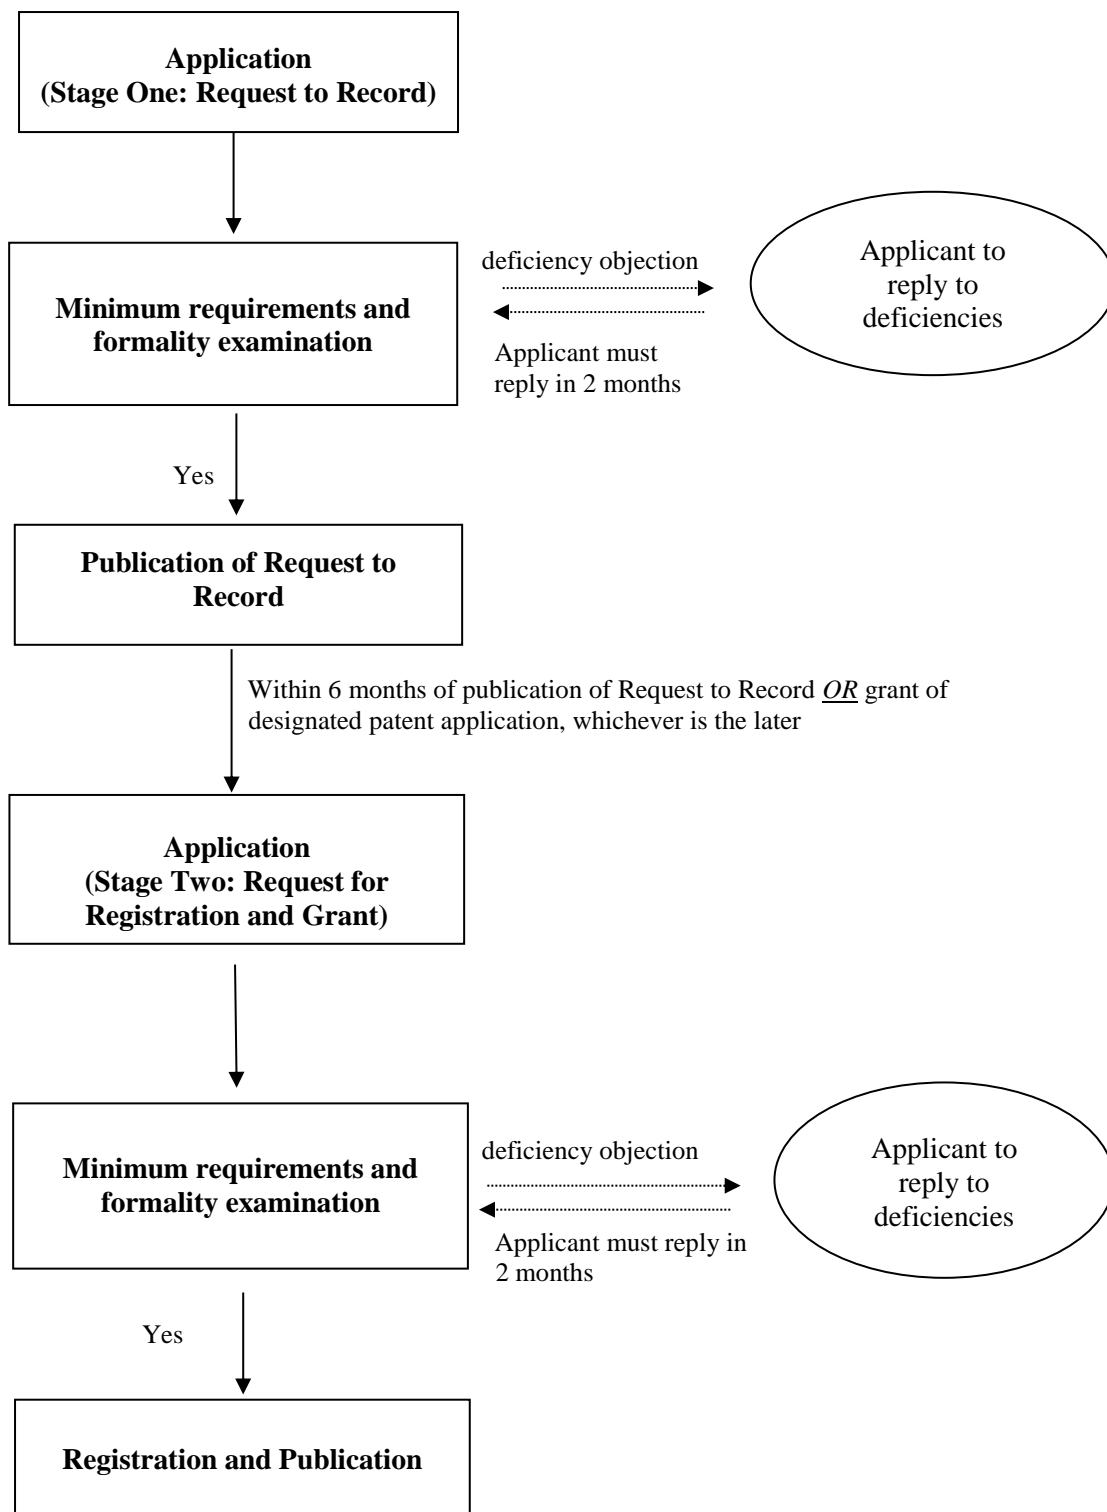 Application
(Stage One: Request to Record)
Minimum requirements and
formality examination
deficiency objection
Applicant must
reply in 2 months
Applicant to
reply to
deficiencies
Yes
Publication of Request to
Record
Within 6 months of publication of Request to Record OR grant of
designated patent application, whichever is the later
Application
(Stage Two: Request for
Registration and Grant)
Minimum requirements and
formality examination
deficiency objection
Applicant must reply in
2 months
Applicant to
reply to
deficiencies
Yes
Registration and Publication